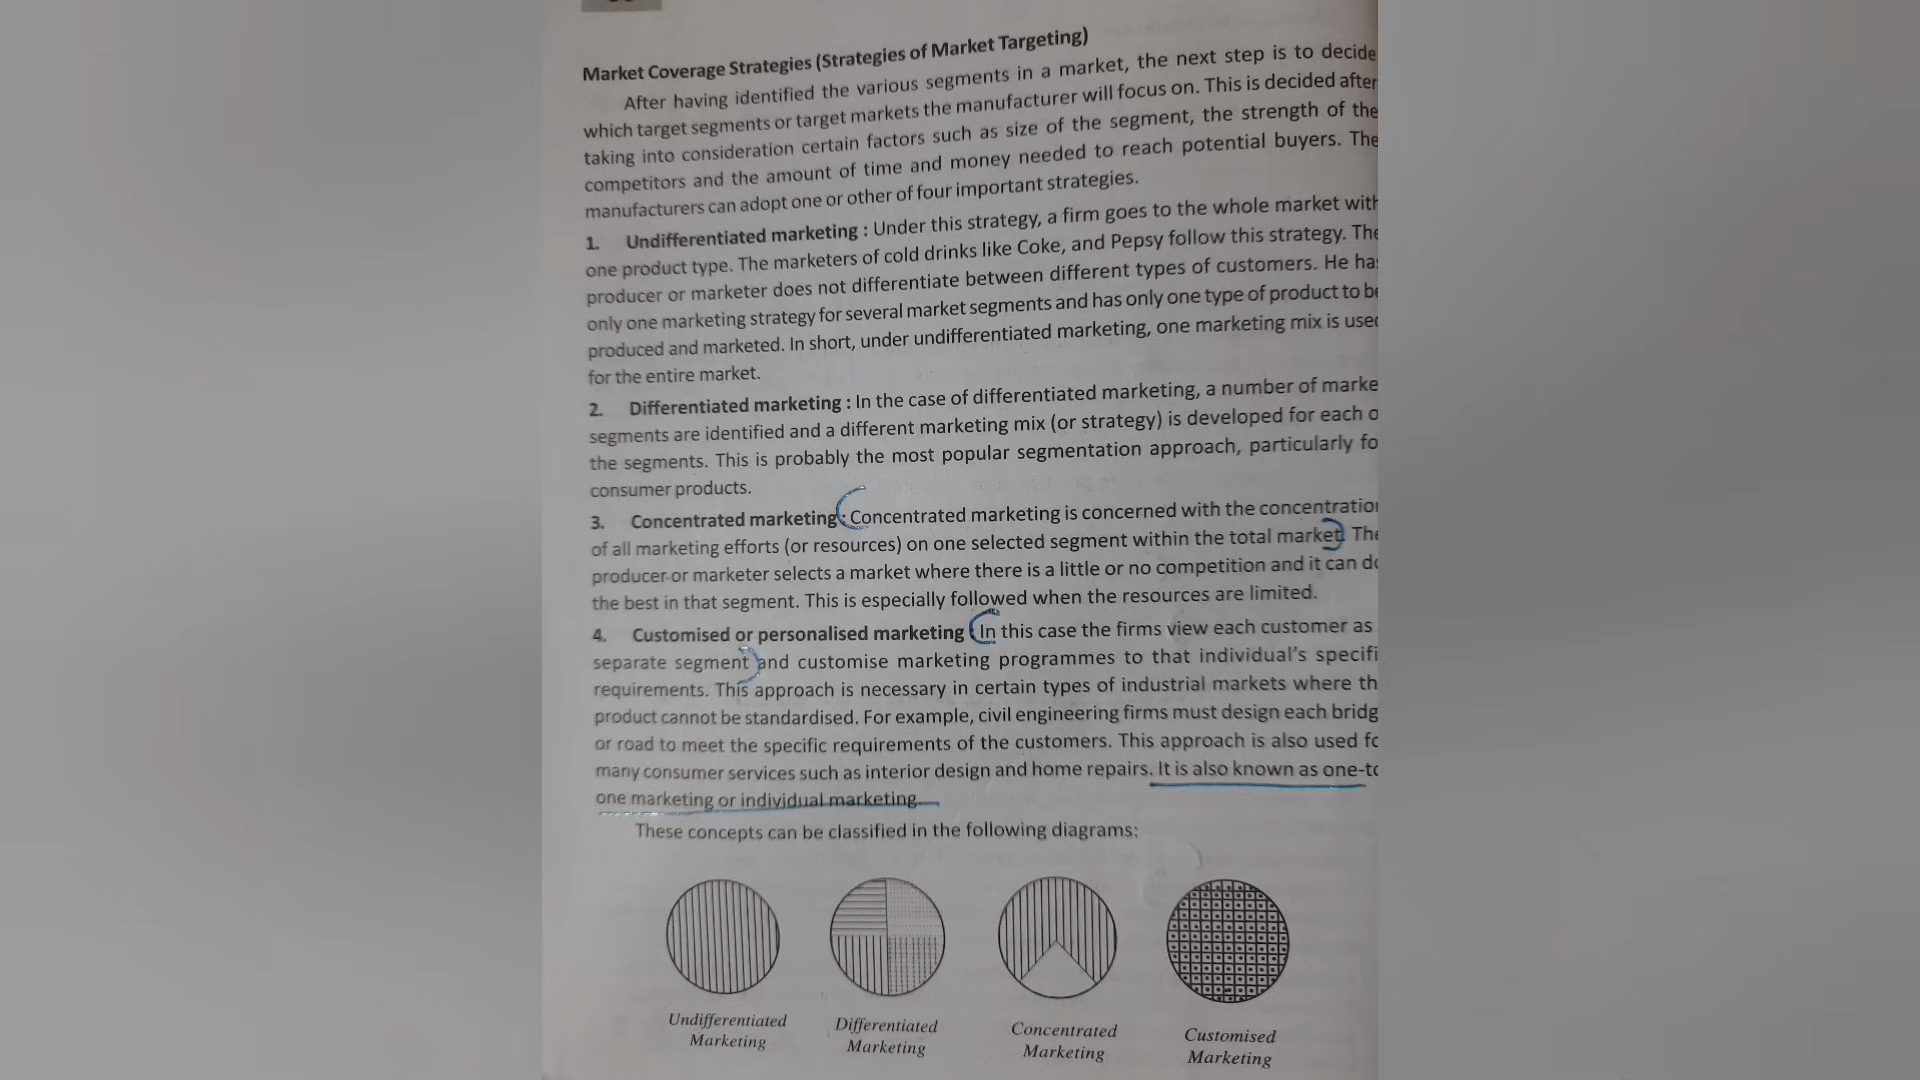 Market Coverage Strategies (Strategies of Market Targeting)
After having identified the various segments in a market, the next step is to decide
which target segments or target markets the manufacturer will focus on. This is decided after
taking into consideration certain factors such as size of the segment, the strength of the
competitors and the amount of time and money needed to reach potential buyers. The
manufacturers can adopt one or other of four important strategies.
1. Undifferentiated marketing : Under this strategy, a firm goes to the whole market with
one product type. The marketers of cold drinks like Coke, and Pepsy follow this strategy. The
producer or marketer does not differentiate between different types of customers. He has
only one marketing strategy for several market segments and has only one type of product to be
produced and marketed. In short, under undifferentiated marketing, one marketing mix is used
for the entire market.
2. Differentiated marketing : In the case of differentiated marketing, a number of marke
segments are identified and a different marketing mix (or strategy) is developed for each o
the segments. This is probably the most popular segmentation approach, particularly fo
consumer products.
3. Concentrated marketing : Concentrated marketing is concerned with the concentration
of all marketing efforts (or resources) on one selected segment within the total market. The
producer or marketer selects a market where there is a little or no competition and it can do
the best in that segment. This is especially followed when the resources are limited.
4. Customised or personalised marketing : In this case the firms view each customer as
separate segment and customise marketing programmes to that individual's specifi
requirements. This approach is necessary in certain types of industrial markets where th
product cannot be standardised. For example, civil engineering firms must design each bridg
or road to meet the specific requirements of the customers. This approach is also used fo
many consumer services such as interior design and home repairs. It is also known as one-to
one marketing or individual marketing.
These concepts can be classified in the following diagrams:
Undifferentiated Marketing
Differentiated Marketing
Concentrated Marketing
Customised Marketing